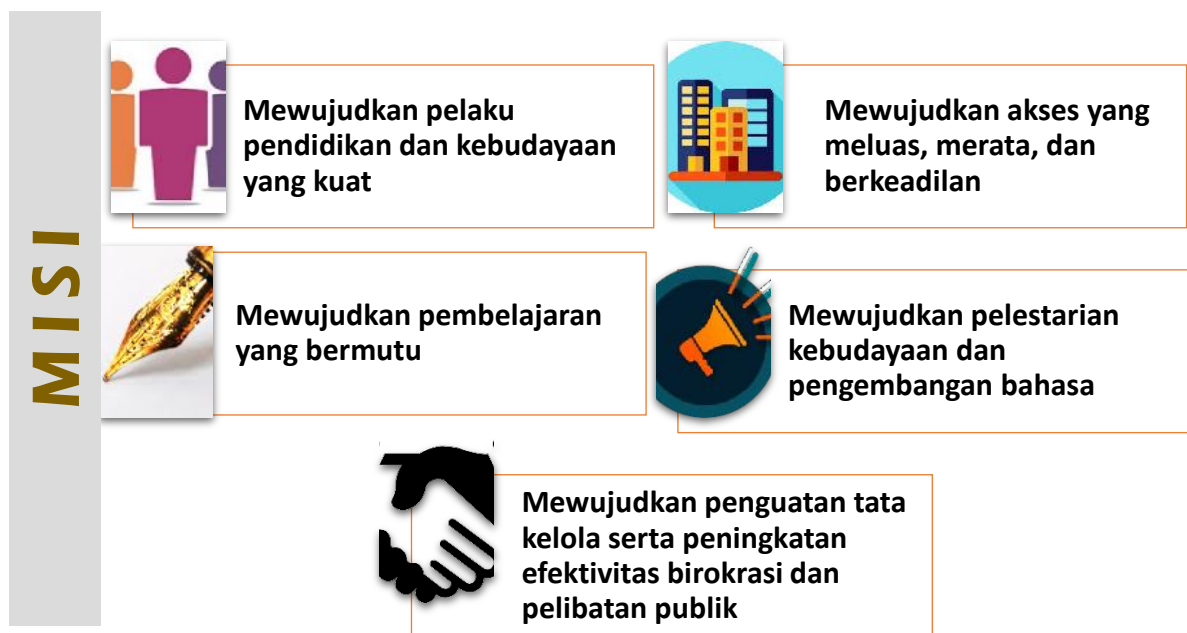 MISI
Mewujudkan pelaku
pendidikan dan kebudayaan
yang kuat
Mewujudkan akses yang
meluas, merata, dan
berkeadilan
Mewujudkan pembelajaran
yang bermutu
Mewujudkan pelestarian
kebudayaan dan
pengembangan bahasa
Mewujudkan penguatan tata
kelola serta peningkatan
efektivitas birokrasi dan
pelibatan publik